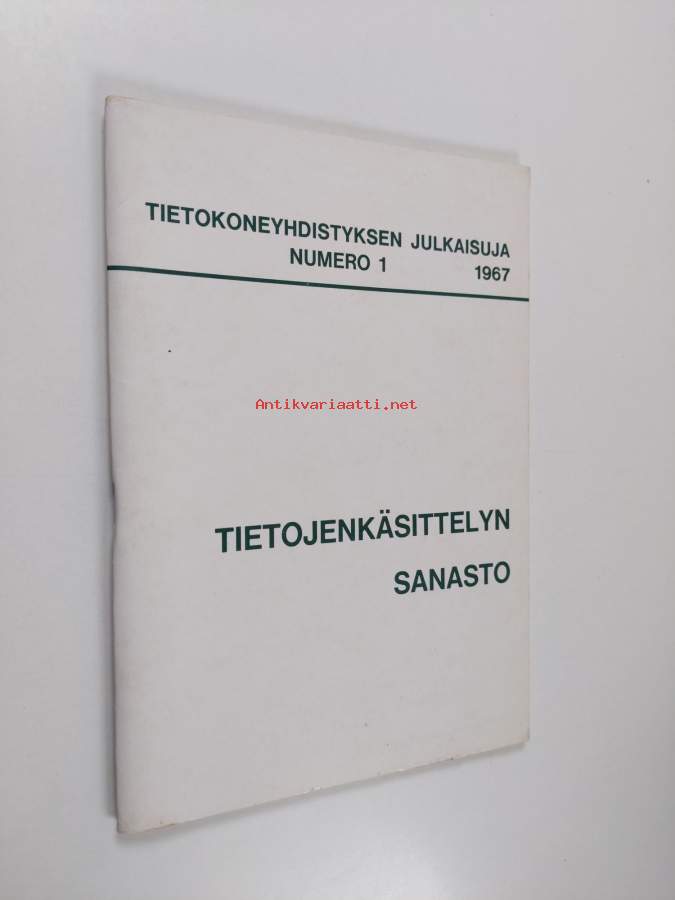 TIETOKONEYHDISTYKSEN JULKAISUJA
NUMERO 1 1967
Antikvariaatti.net
TIETOJENKÄSITTELYN
SANASTO